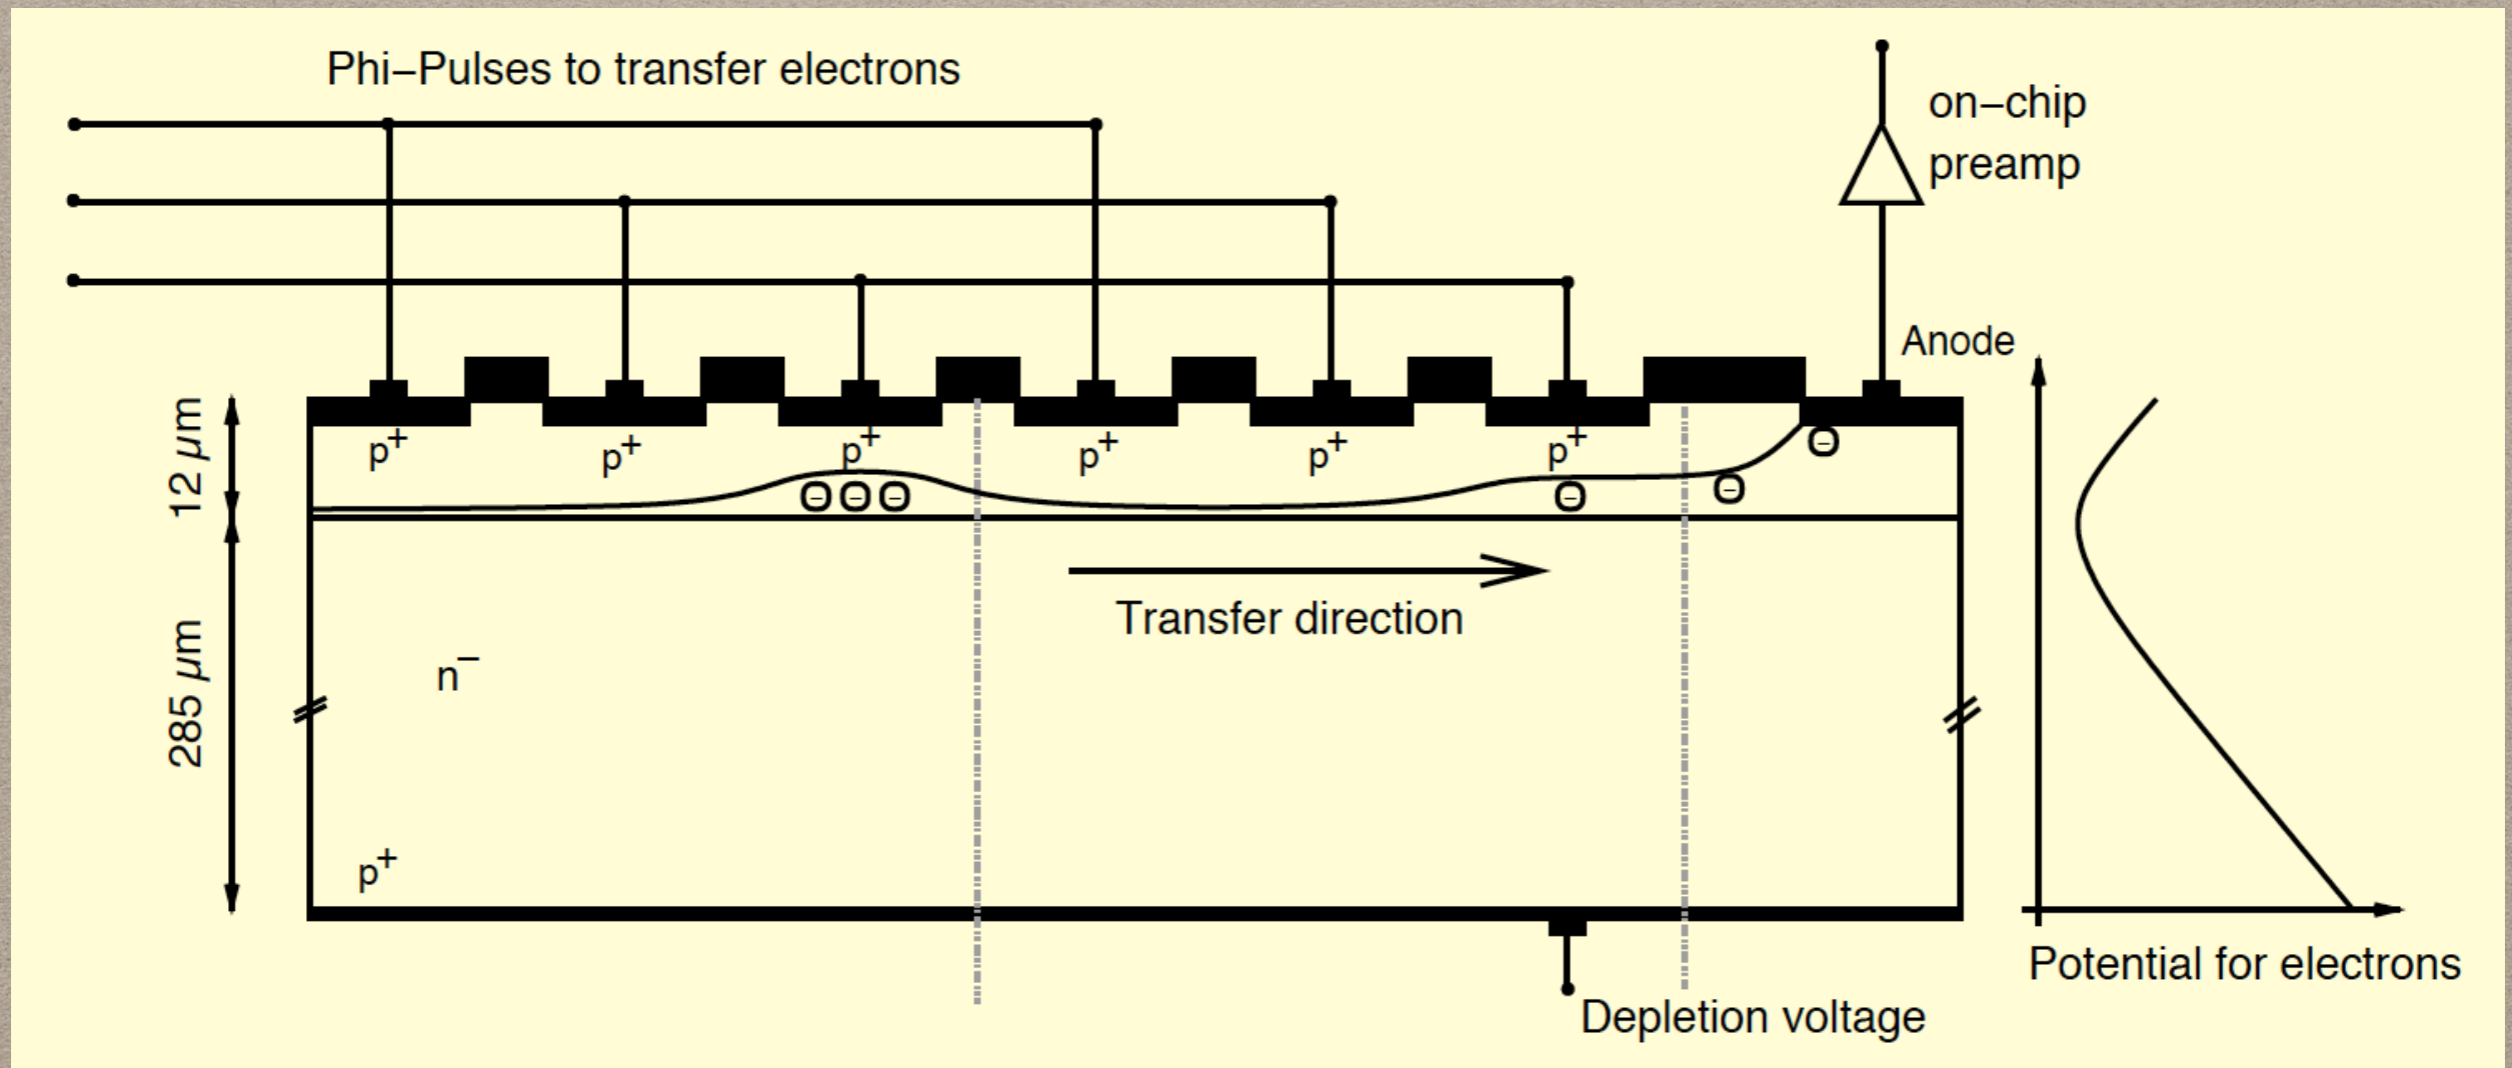 Phi–Pulses to transfer electrons
on–chip
preamp
Anode
12 μm
p+
p+
p+
p+
p+
p+
–
– – –
–
–
Transfer direction
285 μm
n–
p+
Potential for electrons
Depletion voltage